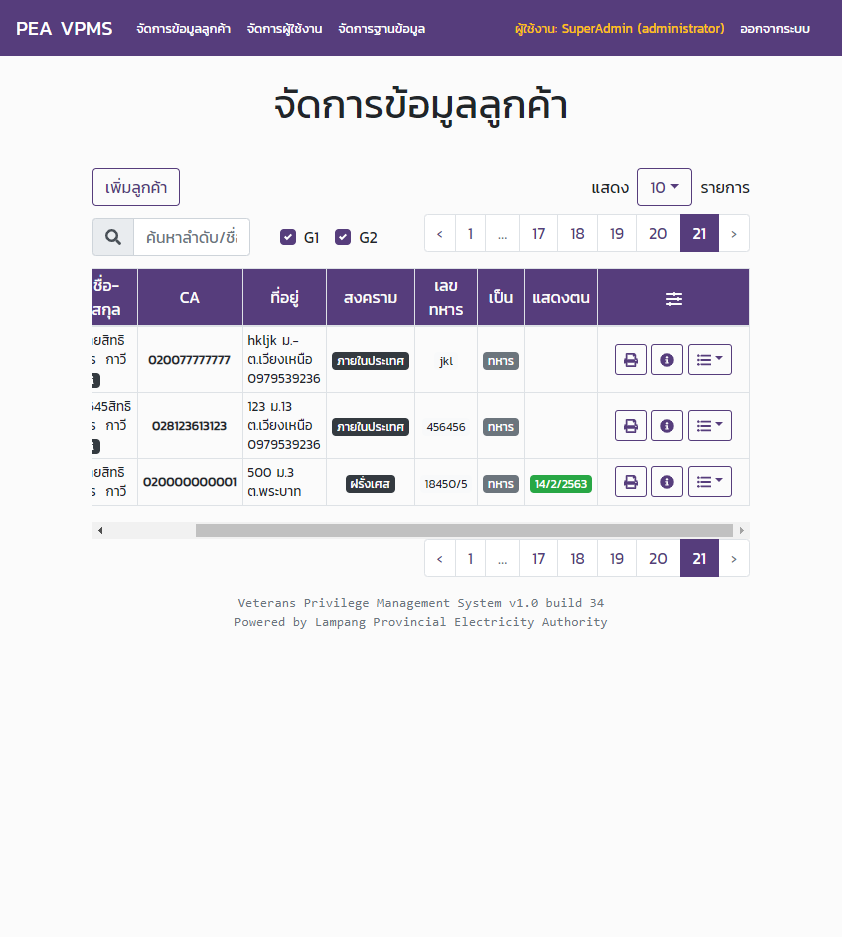 PEA VPMS จัดการข้อมูลลูกค้า จัดการผู้ใช้งาน จัดการฐานข้อมูล ผู้ใช้งาน: SuperAdmin (administrator) ออกจากระบบ
จัดการข้อมูลลูกค้า
เพิ่มลูกค้า แสดง 10 รายการ
ค้นหาลำดับ/ชื่อ G1 G2 < 1 ... 17 18 19 20 21 >
ชื่อ-
สกุล CA ที่อยู่ สงคราม เลข
ทหาร เป็น แสดงตน
ยสิทธิ
ร กาวี 020077777777 hkljk ม.-
ต.เวียงเหนือ
0979539236 ภายในประเทศ jkl ทหาร
645สิทธิ
ร กาวี 028123613123 123 ม.13
ต.เวียงเหนือ
0979539236 ภายในประเทศ 456456 ทหาร
ยสิทธิ
ร กาวี 020000000001 500 ม.3
ต.พระบาท ฝรั่งเศส 18450/5 ทหาร 14/2/2563
< 1 ... 17 18 19 20 21 >
Veterans Privilege Management System v1.0 build 34
Powered by Lampang Provincial Electricity Authority